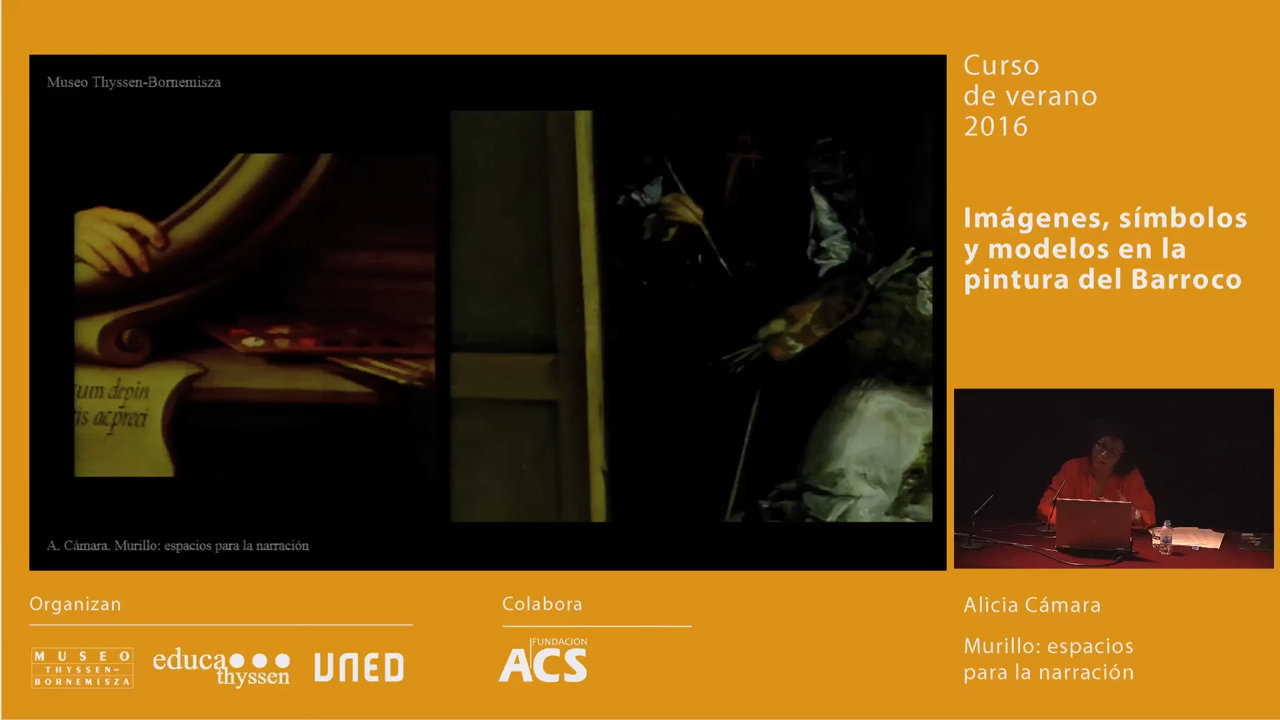 Museo Thyssen-Bornemisza
um depin
is acpreci
A. Cámara. Murillo: espacios para la narración
Curso
de verano
2016
Imágenes, símbolos
y modelos en la
pintura del Barroco
Organizan
MUSEO
THYSSEN-
BORNEMISZA
educa
thyssen
UNED
Colabora
FUNDACION
ACS
Alicia Cámara
Murillo: espacios
para la narración